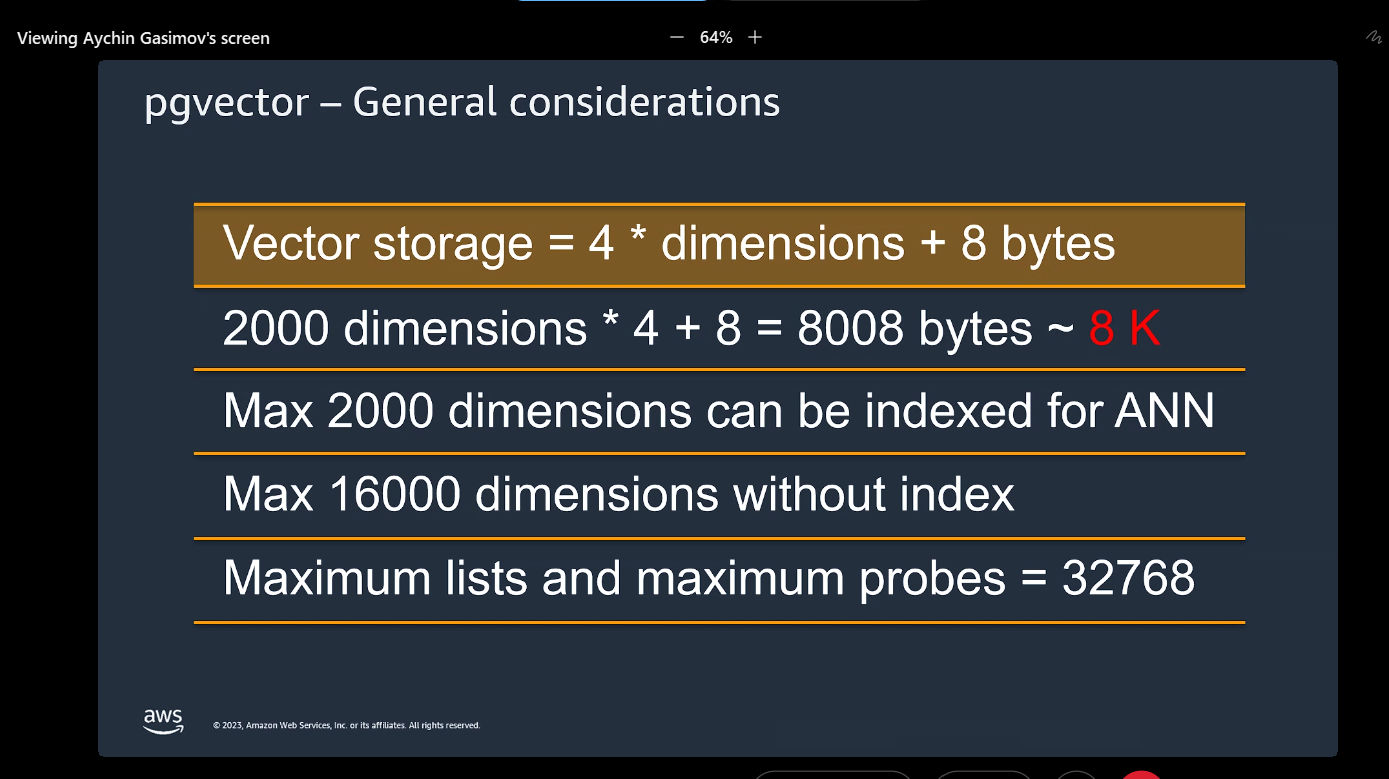 Viewing Aychin Gasimov's screen
— 64% +
pgvector – General considerations
Vector storage = 4 * dimensions + 8 bytes
2000 dimensions * 4 + 8 = 8008 bytes ~ 8 K
Max 2000 dimensions can be indexed for ANN
Max 16000 dimensions without index
Maximum lists and maximum probes = 32768
aws
© 2023, Amazon Web Services, Inc. or its affiliates. All rights reserved.